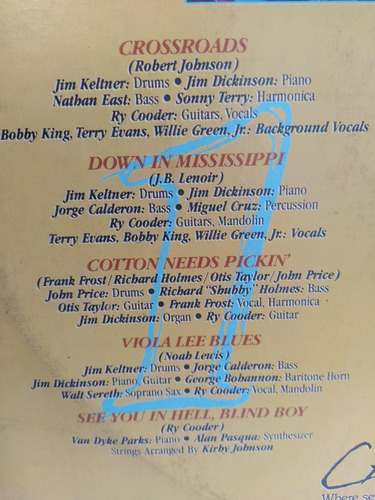 CROSSROADS
(Robert Johnson)
Jim Keltner: Drums • Jim Dickinson: Piano
Nathan East: Bass • Sonny Terry: Harmonica
Ry Cooder: Guitars, Vocals
Bobby King, Terry Evans, Willie Green, Jr.: Background Vocals
DOWN IN MISSISSIPPI
(J.B. Lenoir)
Jim Keltner: Drums • Jim Dickinson: Piano
Jorge Calderon: Bass • Miguel Cruz: Percussion
Ry Cooder: Guitars, Mandolin
Terry Evans, Bobby King, Willie Green, Jr.: Vocals
COTTON NEEDS PICKIN'
(Frank Frost/Richard Holmes/Otis Taylor/John Price)
John Price: Drums • Richard "Shubby" Holmes: Bass
Otis Taylor: Guitar • Frank Frost: Vocal, Harmonica
Jim Dickinson: Organ • Ry Cooder: Guitar
VIOLA LEE BLUES
(Noah Lewis)
Jim Keltner: Drums • Jorge Calderon: Bass
Jim Dickinson: Piano, Guitar • George Bohannon: Baritone Horn
Walt Sereth: Soprano Sax • Ry Cooder: Vocal, Mandolin
SEE YOU IN HELL, BLIND BOY
(Ry Cooder)
Van Dyke Parks: Piano • Alan Pasqua: Synthesizer
Strings Arranged By Kirby Johnson
1
Where